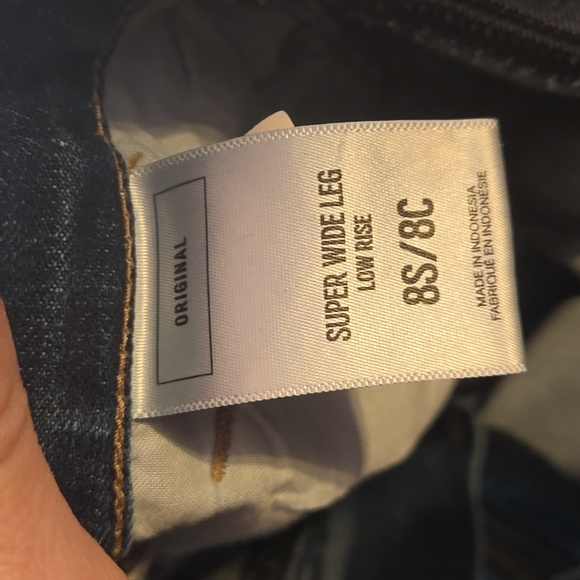 ORIGINAL
SUPER WIDE LEG
LOW RISE
8S/8C
MADE IN INDONESIA
FABRIQUÉ EN INDONÉSIE